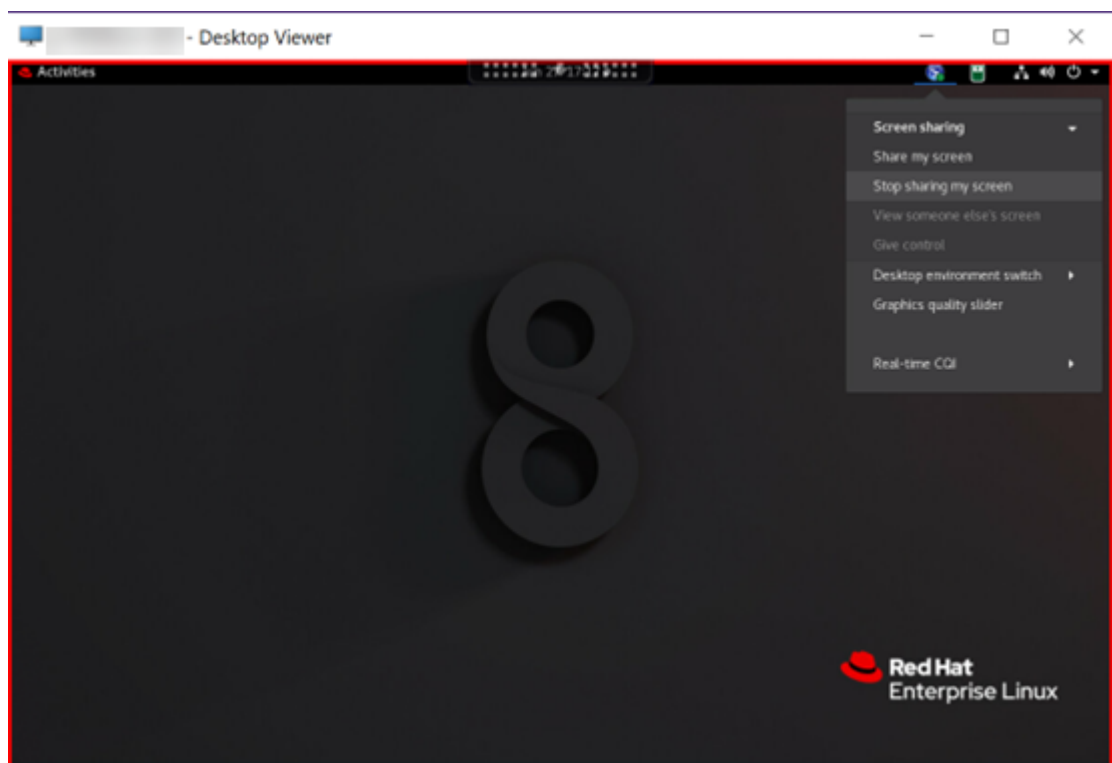 - Desktop Viewer
Activities
Screen sharing
Share my screen
Stop sharing my screen
View someone else's screen
Give control
Desktop environment switch
Graphics quality slider
Real-time CQI
8
Red Hat
Enterprise Linux